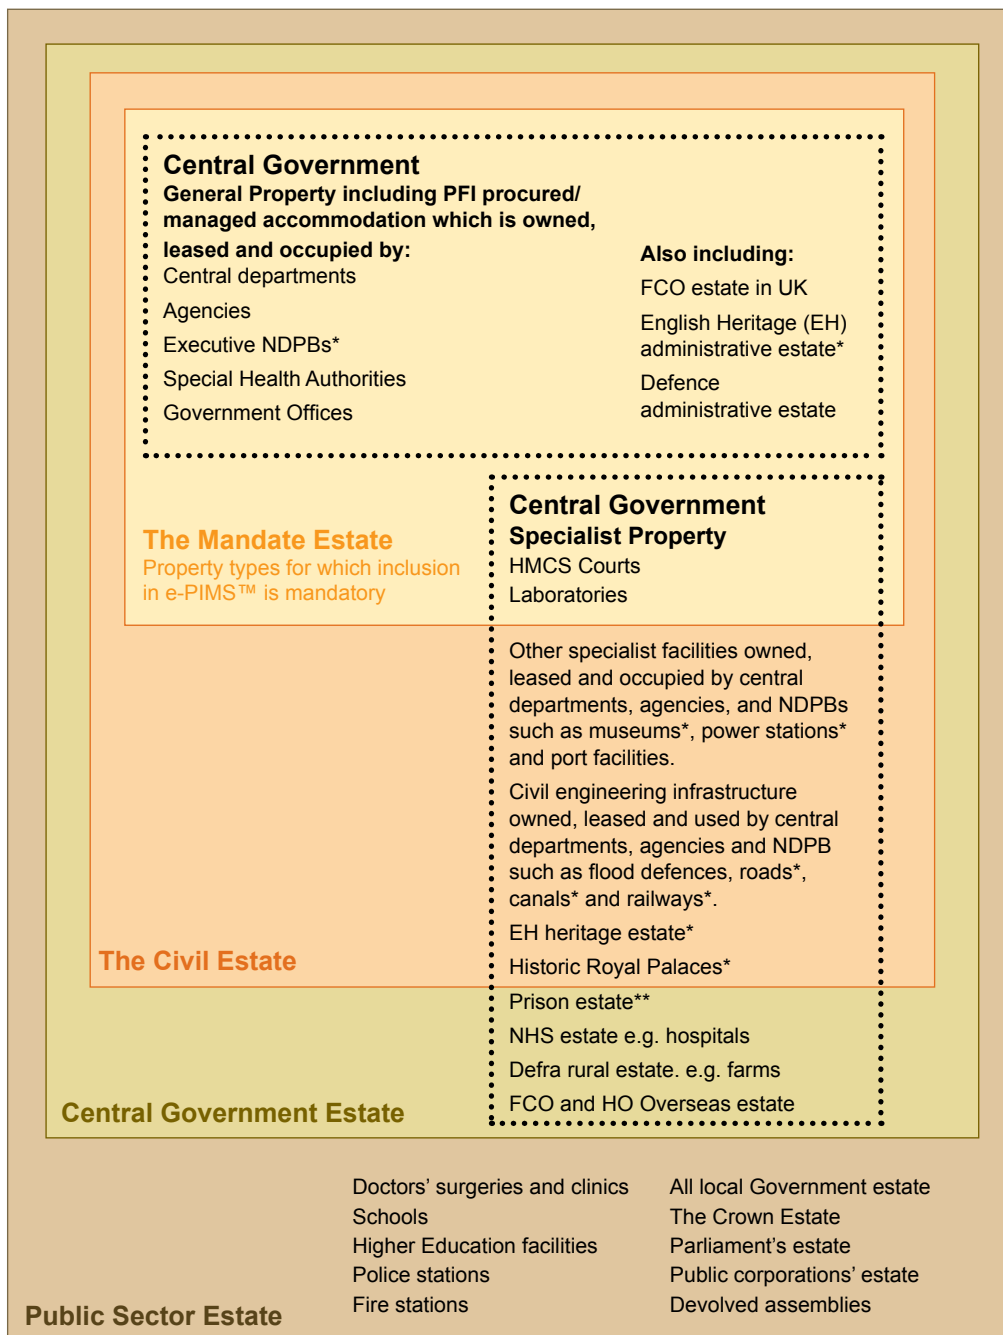 Central Government
General Property including PFI procured/
managed accommodation which is owned,
leased and occupied by:
Central departments
Agencies
Executive NDPBs*
Special Health Authorities
Government Offices
Also including:
FCO estate in UK
English Heritage (EH)
administrative estate*
Defence
administrative estate
The Mandate Estate
Property types for which inclusion
in e-PIMS™ is mandatory
Central Government
Specialist Property
HMCS Courts
Laboratories
Other specialist facilities owned,
leased and occupied by central
departments, agencies, and NDPBs
such as museums*, power stations*
and port facilities.
Civil engineering infrastructure
owned, leased and used by central
departments, agencies and NDPB
such as flood defences, roads*,
canals* and railways*.
EH heritage estate*
Historic Royal Palaces*
The Civil Estate
Prison estate**
NHS estate e.g. hospitals
Defra rural estate. e.g. farms
FCO and HO Overseas estate
Central Government Estate
Doctors’ surgeries and clinics
Schools
Higher Education facilities
Police stations
Fire stations
All local Government estate
The Crown Estate
Parliament’s estate
Public corporations’ estate
Devolved assemblies
Public Sector Estate